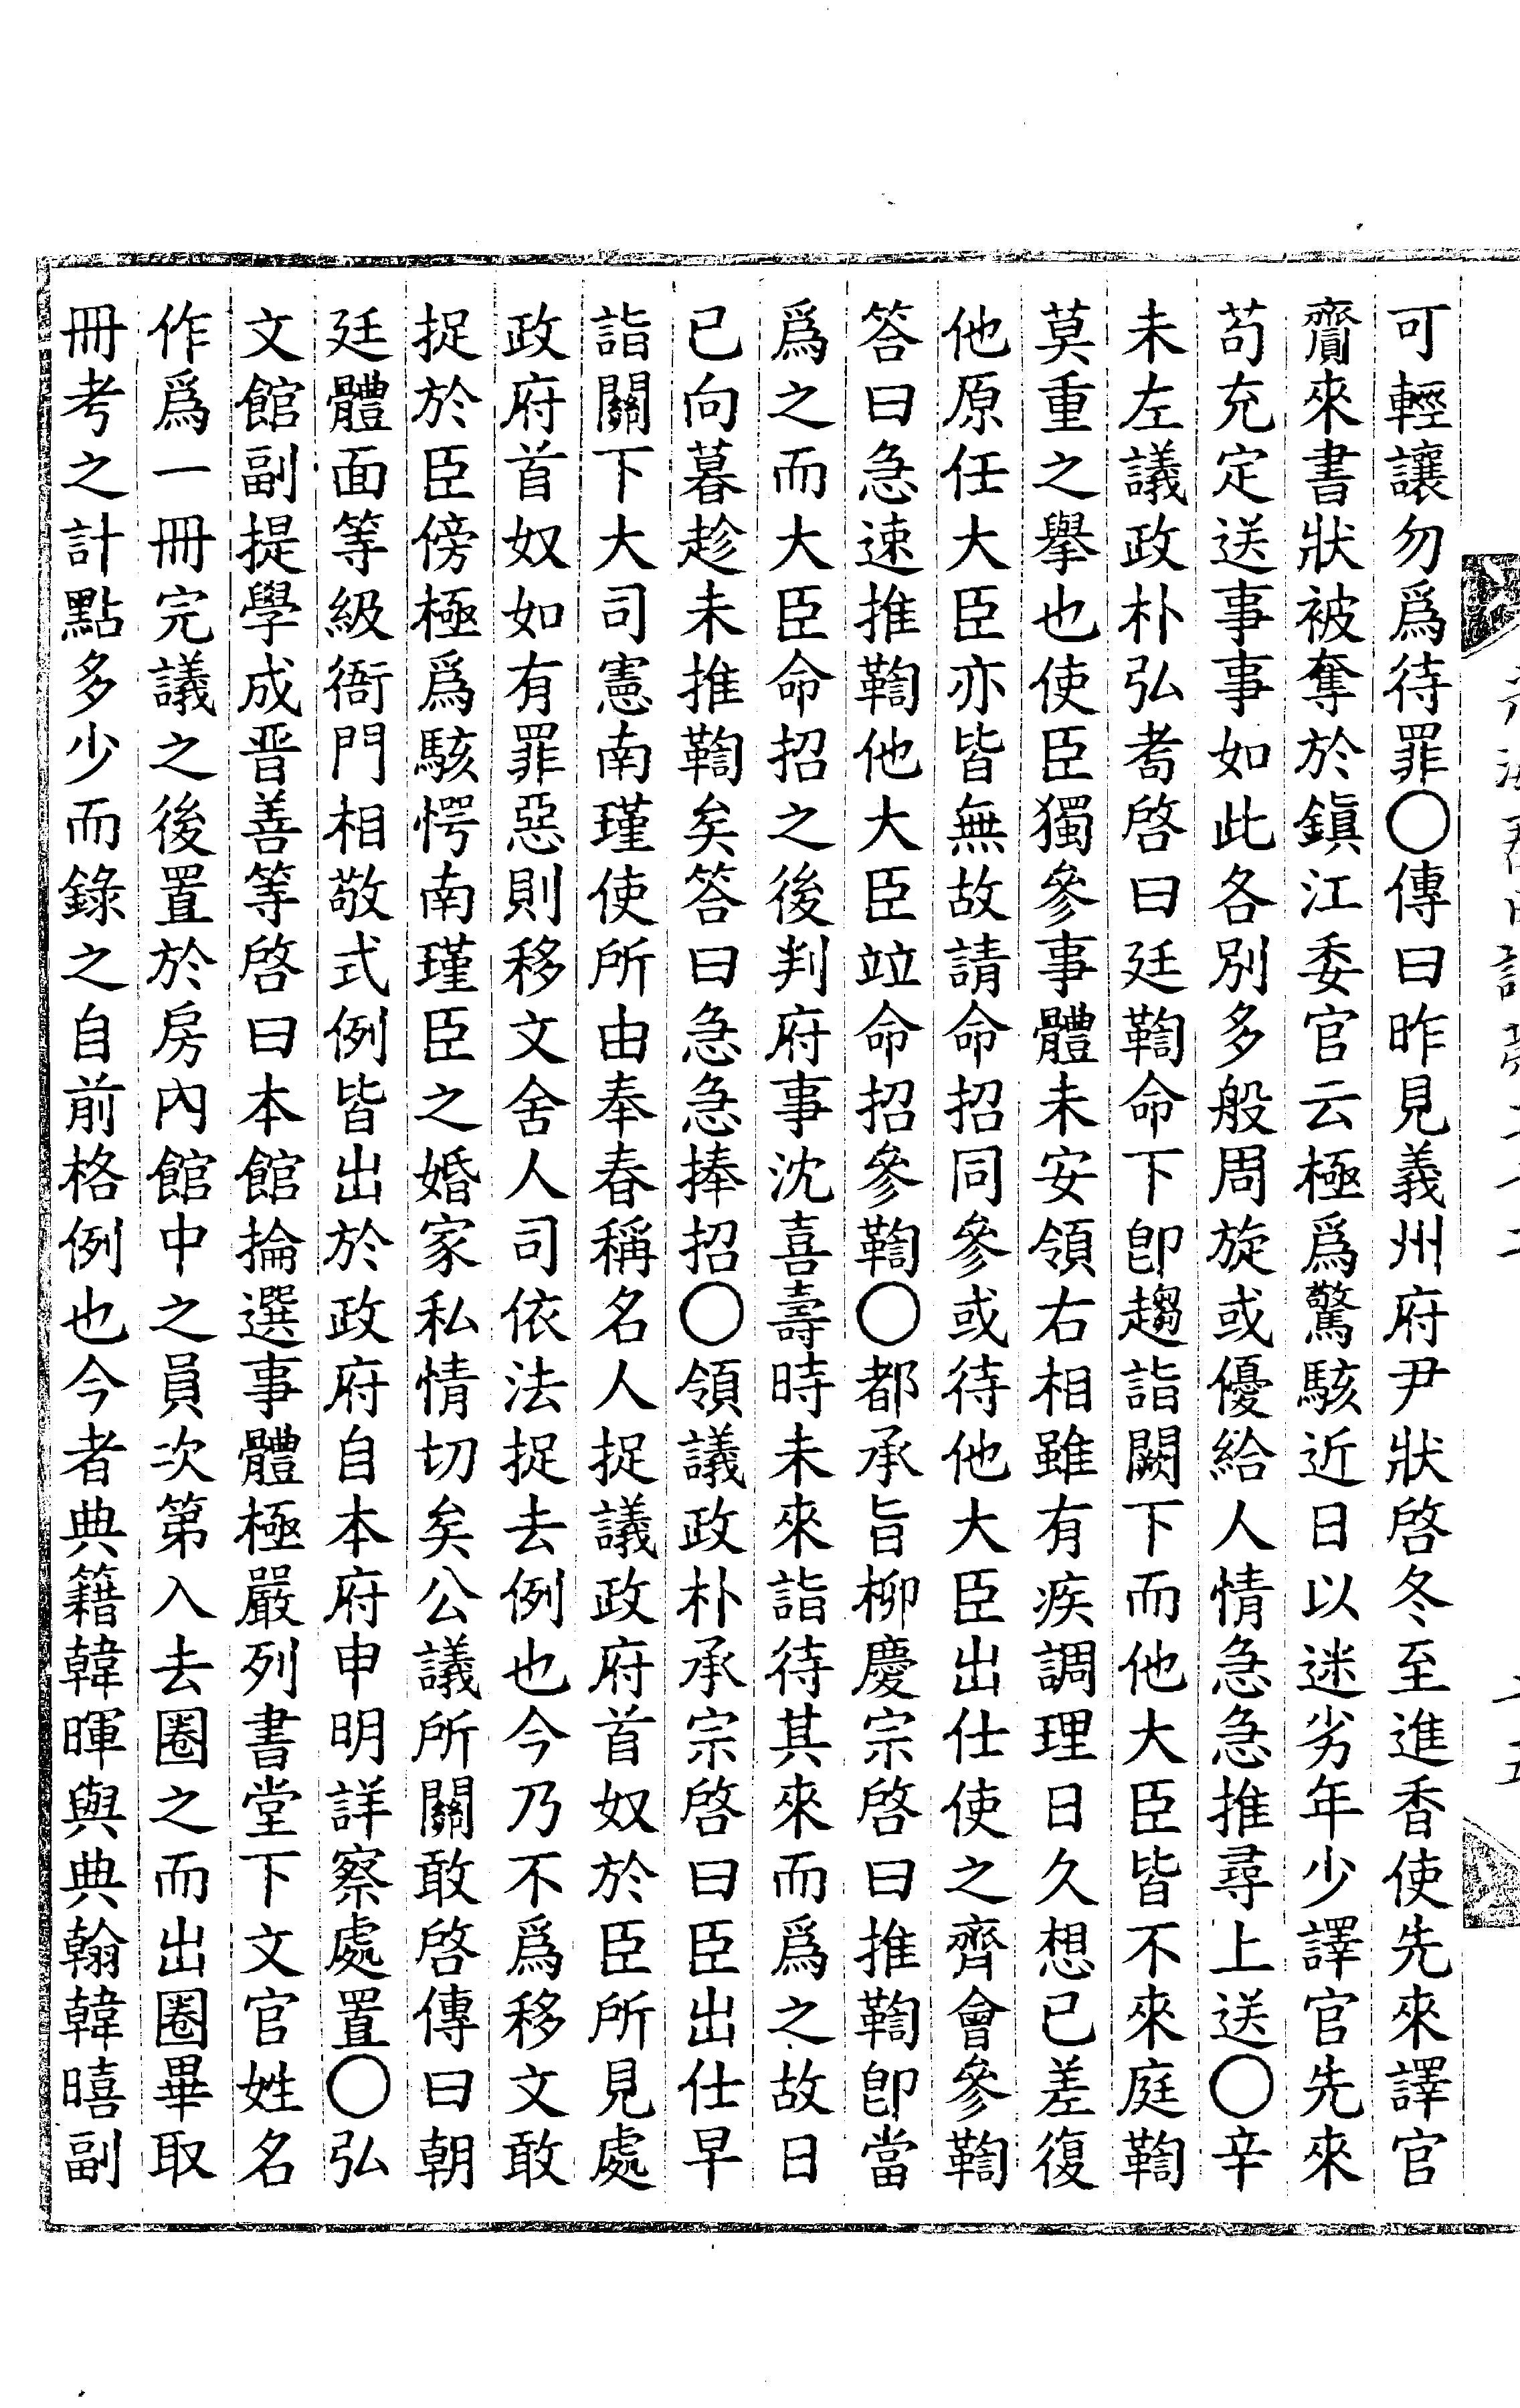 可輕讓勿爲待罪○傳曰昨見義州府尹狀啓冬至進香使先來譯官
齎來書狀被奪於鎭江委官云極爲驚駭近日以迷劣年少譯官先來
苟充定送事事如此各別多般周旋或優給人情急急推尋上送○辛
未左議政朴弘耉啓曰廷鞫命下卽趨詣闕下而他大臣皆不來庭鞫
莫重之擧也使臣獨參事體未安領右相雖有疾調理日久想已差復
他原任大臣亦皆無故請命招同參或待他大臣出仕使之齊會參鞫
答曰急速推鞫他大臣竝命招參鞫○都承旨柳慶宗啓曰推鞫卽當
爲之而大臣命招之後判府事沈喜壽時未來詣待其來而爲之故日
已向暮趁未推鞫矣答曰急急捧招○領議政朴承宗啓曰臣出仕早
詣闕下大司憲南瑾使所由奉春稱名人捉議政府首奴於臣所見處
政府首奴如有罪惡則移文舍人司依法捉去例也今乃不爲移文敢
捉於臣傍極爲駭愕南瑾臣之婚家私情切矣公議所關敢啓傳曰朝
廷體面等級衙門相敬式例皆出於政府自本府申明詳察處置○弘
文館副提學成晋善等啓曰本館掄選事體極嚴列書堂下文官姓名
作爲一冊完議之後置於房內館中之員次第入去圈之而出圈畢取
冊考之計點多少而錄之自前格例也今者典籍韓暉與典翰韓暿副